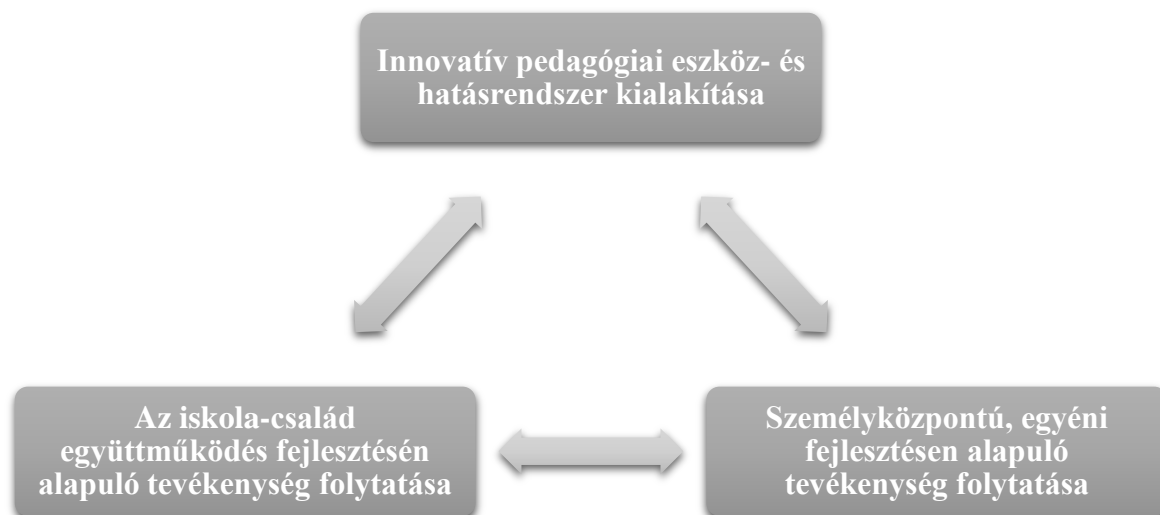 Innovatív pedagógiai eszköz- és
hatásrendszer kialakítása
Az iskola-család
együttműködés fejlesztésén
alapuló tevékenység folytatása
Személyközpontú, egyéni
fejlesztésen alapuló
tevékenység folytatása